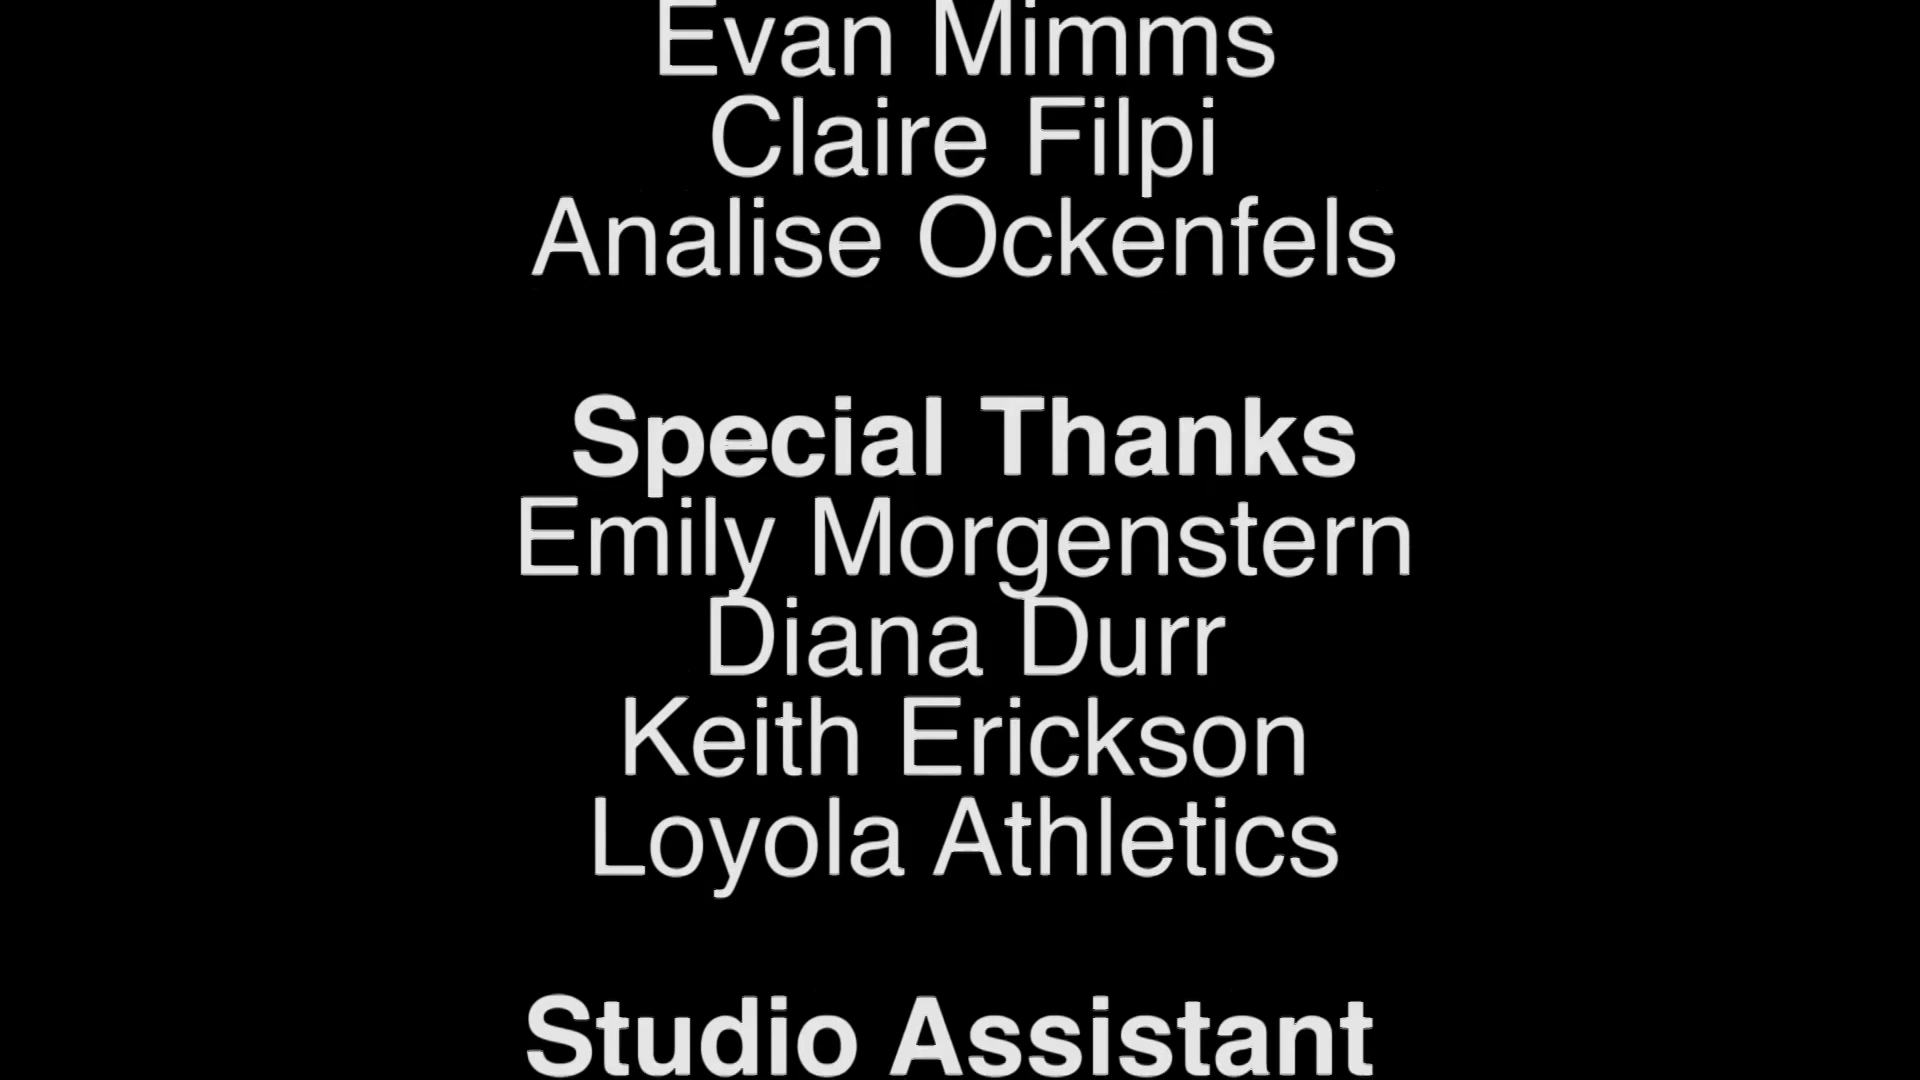 Evan Mimms
Claire Filpi
Analise Ockenfels
Special Thanks
Emily Morgenstern
Diana Durr
Keith Erickson
Loyola Athletics
Studio Assistant